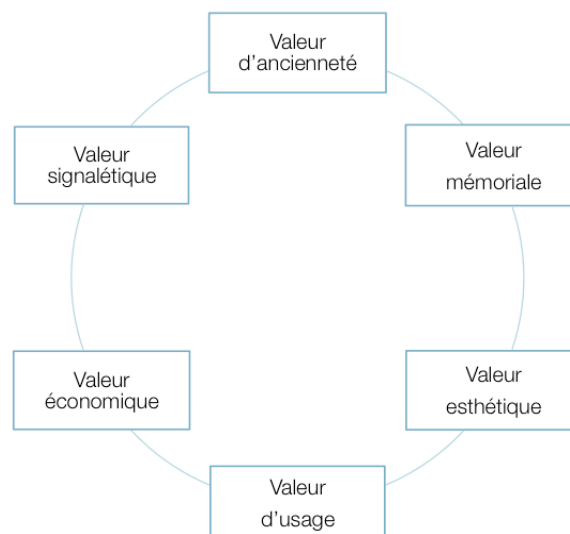 Valeur
d'ancienneté
Valeur
signalétique
Valeur
mémoriale
Valeur
économique
Valeur
esthétique
Valeur
d'usage